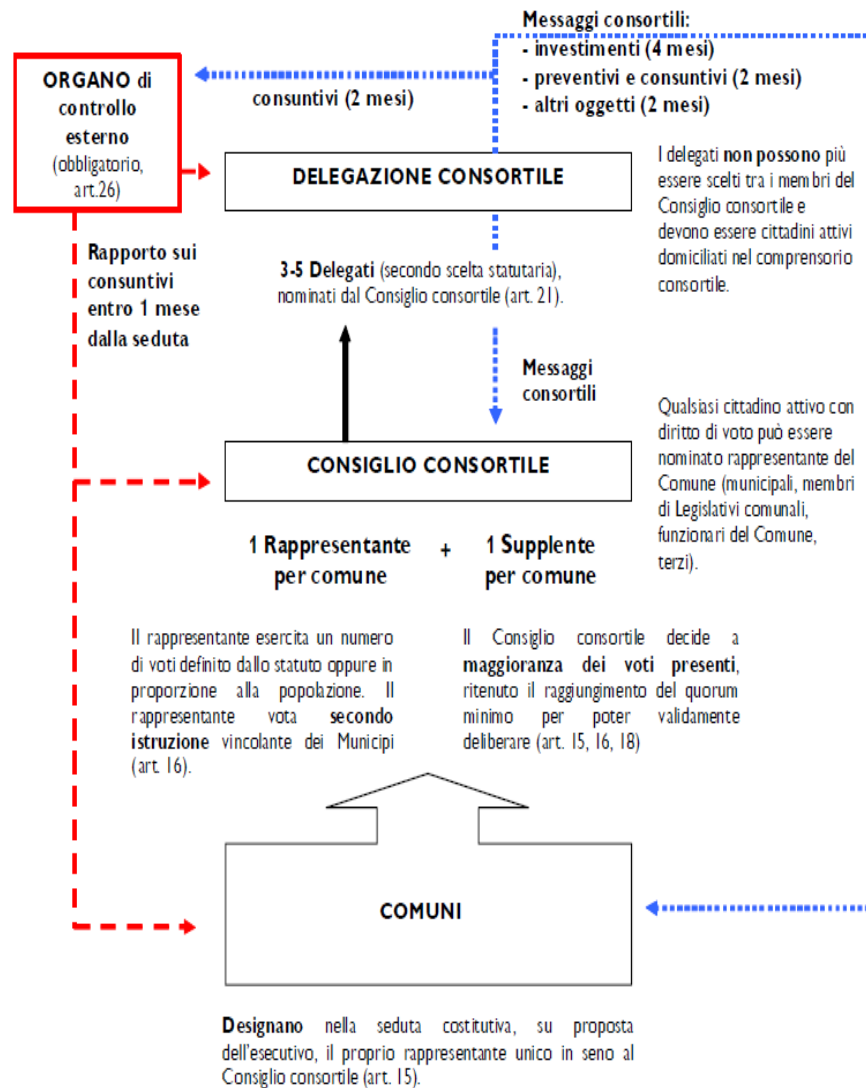 Messaggi consortili:
- investimenti (4 mesi)
- preventivi e consuntivi (2 mesi)
- altri oggetti (2 mesi)
ORGANO di
controllo
esterno
(obbligatorio,
art.26)
consuntivi (2 mesi)
DELEGAZIONE CONSORTILE
I delegati non possono più
essere scelti tra i membri del
Consiglio consortile e
devono essere cittadini attivi
domiciliati nel comprensorio
consortile.
Rapporto sui
consuntivi
entro 1 mese
dalla seduta
3-5 Delegati (secondo scelta statutaria),
nominati dal Consiglio consortile (art. 21).
Messaggi
consortili
CONSIGLIO CONSORTILE
Qualsiasi cittadino attivo con
diritto di voto può essere
nominato rappresentante del
Comune (municipali, membri
di Legislativi comunali,
funzionari del Comune,
terzi).
1 Rappresentante
per comune
+
1 Supplente
per comune
Il rappresentante esercita un numero
di voti definito dallo statuto oppure in
proporzione alla popolazione. Il
rappresentante vota secondo
istruzione vincolante dei Municipi
(art. 16).
Il Consiglio consortile decide a
maggioranza dei voti presenti,
ritenuto il raggiungimento del quorum
minimo per poter validamente
deliberare (art. 15, 16, 18)
COMUNI
Designano nella seduta costitutiva, su proposta
dell'esecutivo, il proprio rappresentante unico in seno al
Consiglio consortile (art. 15).